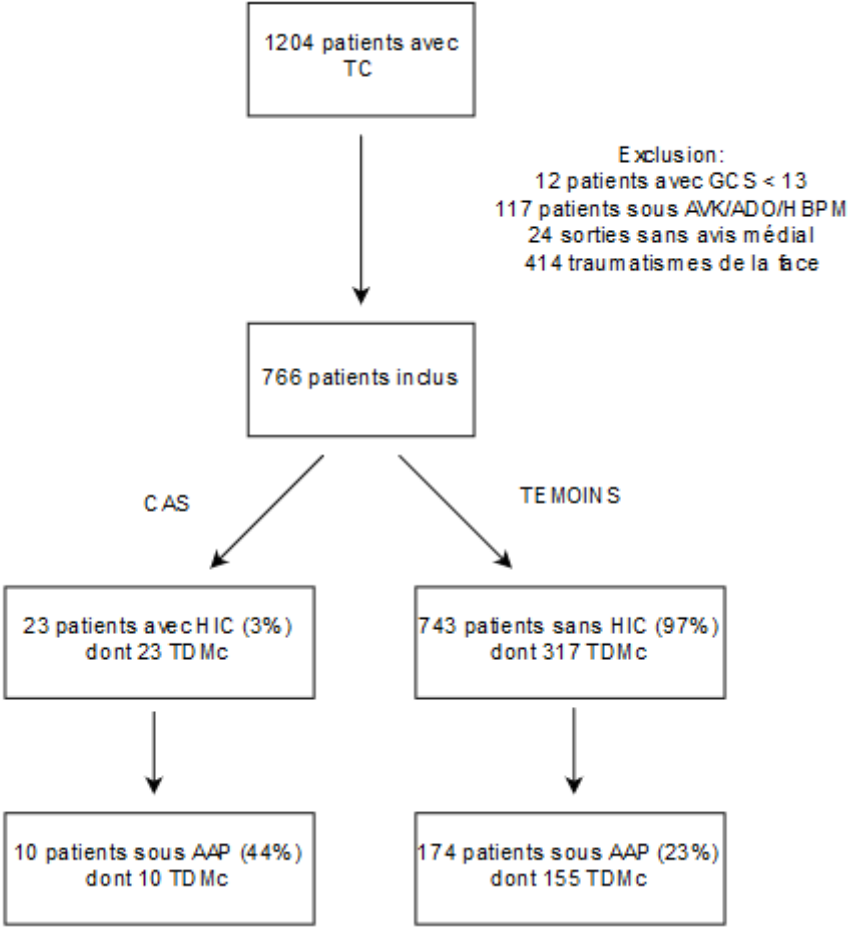 1204 patients avec
TC
Exclusion:
12 patients avec GCS < 13
117 patients sous AVK/ADO/HBPM
24 sorties sans avis médial
414 traumatismes de la face
766 patients inclus
CAS
TEMOINS
23 patients avec HIC (3%)
dont 23 TDMc
743 patients sans HIC (97%)
dont 317 TDMc
10 patients sous AAP (44%)
dont 10 TDMc
174 patients sous AAP (23%)
dont 155 TDMc